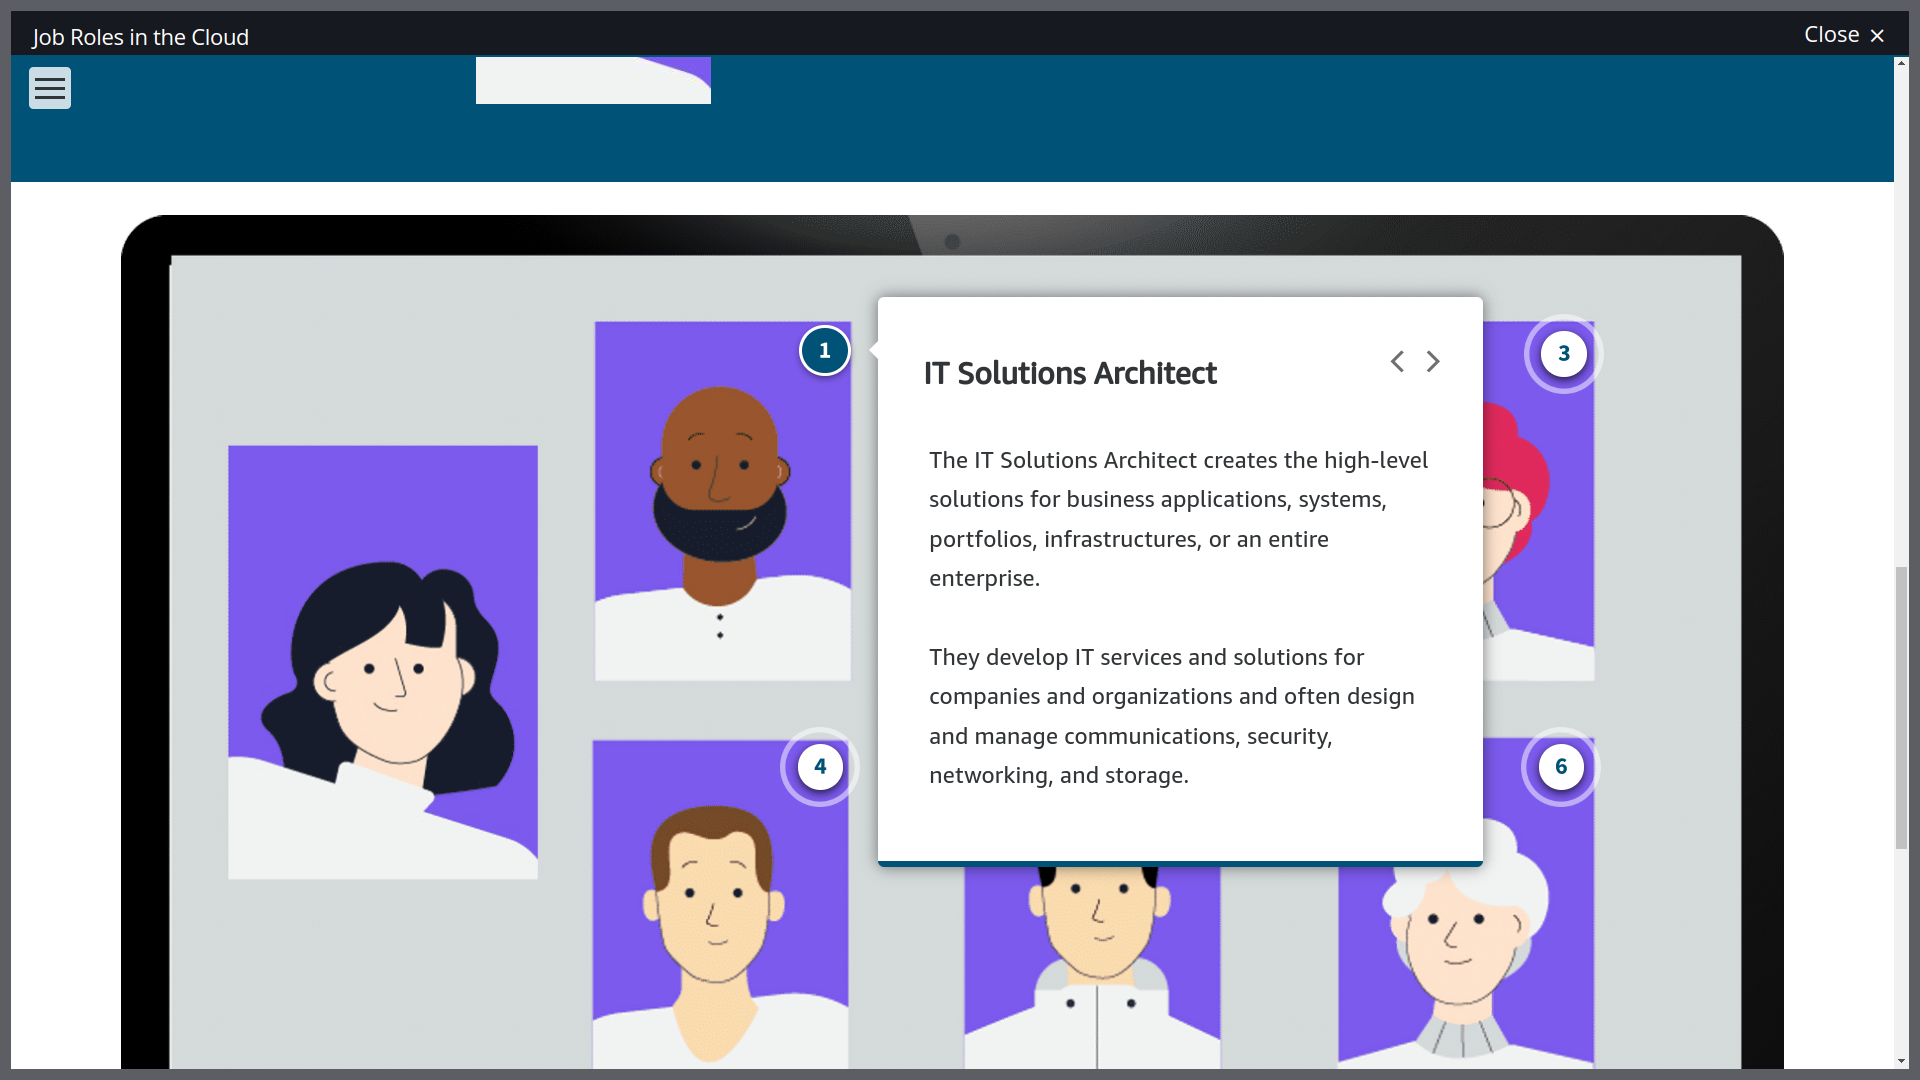 Job Roles in the Cloud
Close ×
1
IT Solutions Architect
The IT Solutions Architect creates the high-level
solutions for business applications, systems,
portfolios, infrastructures, or an entire
enterprise.
They develop IT services and solutions for
companies and organizations and often design
and manage communications, security,
networking, and storage.
3
4
6